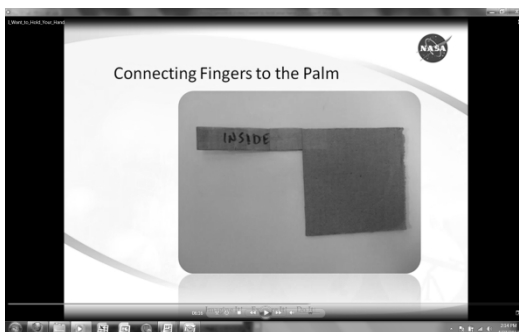 I_Want_to_Hold_Your_Hand
NASA
Connecting Fingers to the Palm
INSIDE